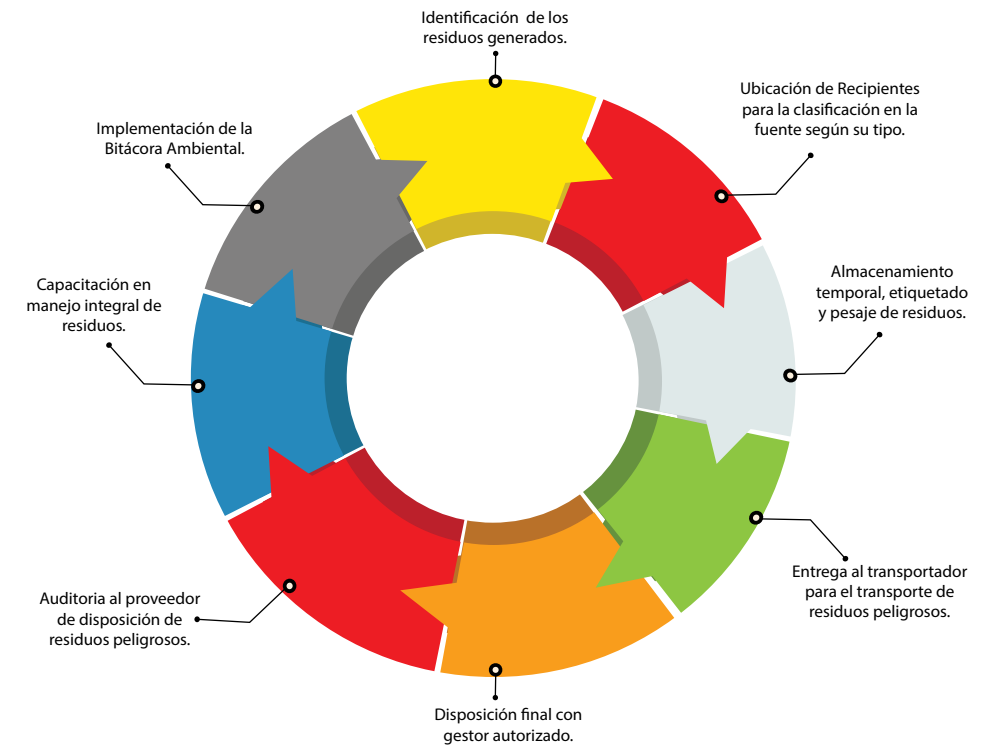 Identificación de los
residuos generados.
Ubicación de Recipientes
para la clasificación en la
fuente según su tipo.
Almacenamiento
temporal, etiquetado
y pesaje de residuos.
Entrega al transportador
para el transporte de
residuos peligrosos.
Disposición final con
gestor autorizado.
Auditoria al proveedor
de disposición de
residuos peligrosos.
Capacitación en
manejo integral de
residuos.
Implementación de la
Bitácora Ambiental.